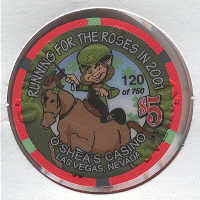 RUNNING FOR THE ROSES IN 2001
120
of 750
$5
O'SHEA'S CASINO
LAS VEGAS, NEVADA